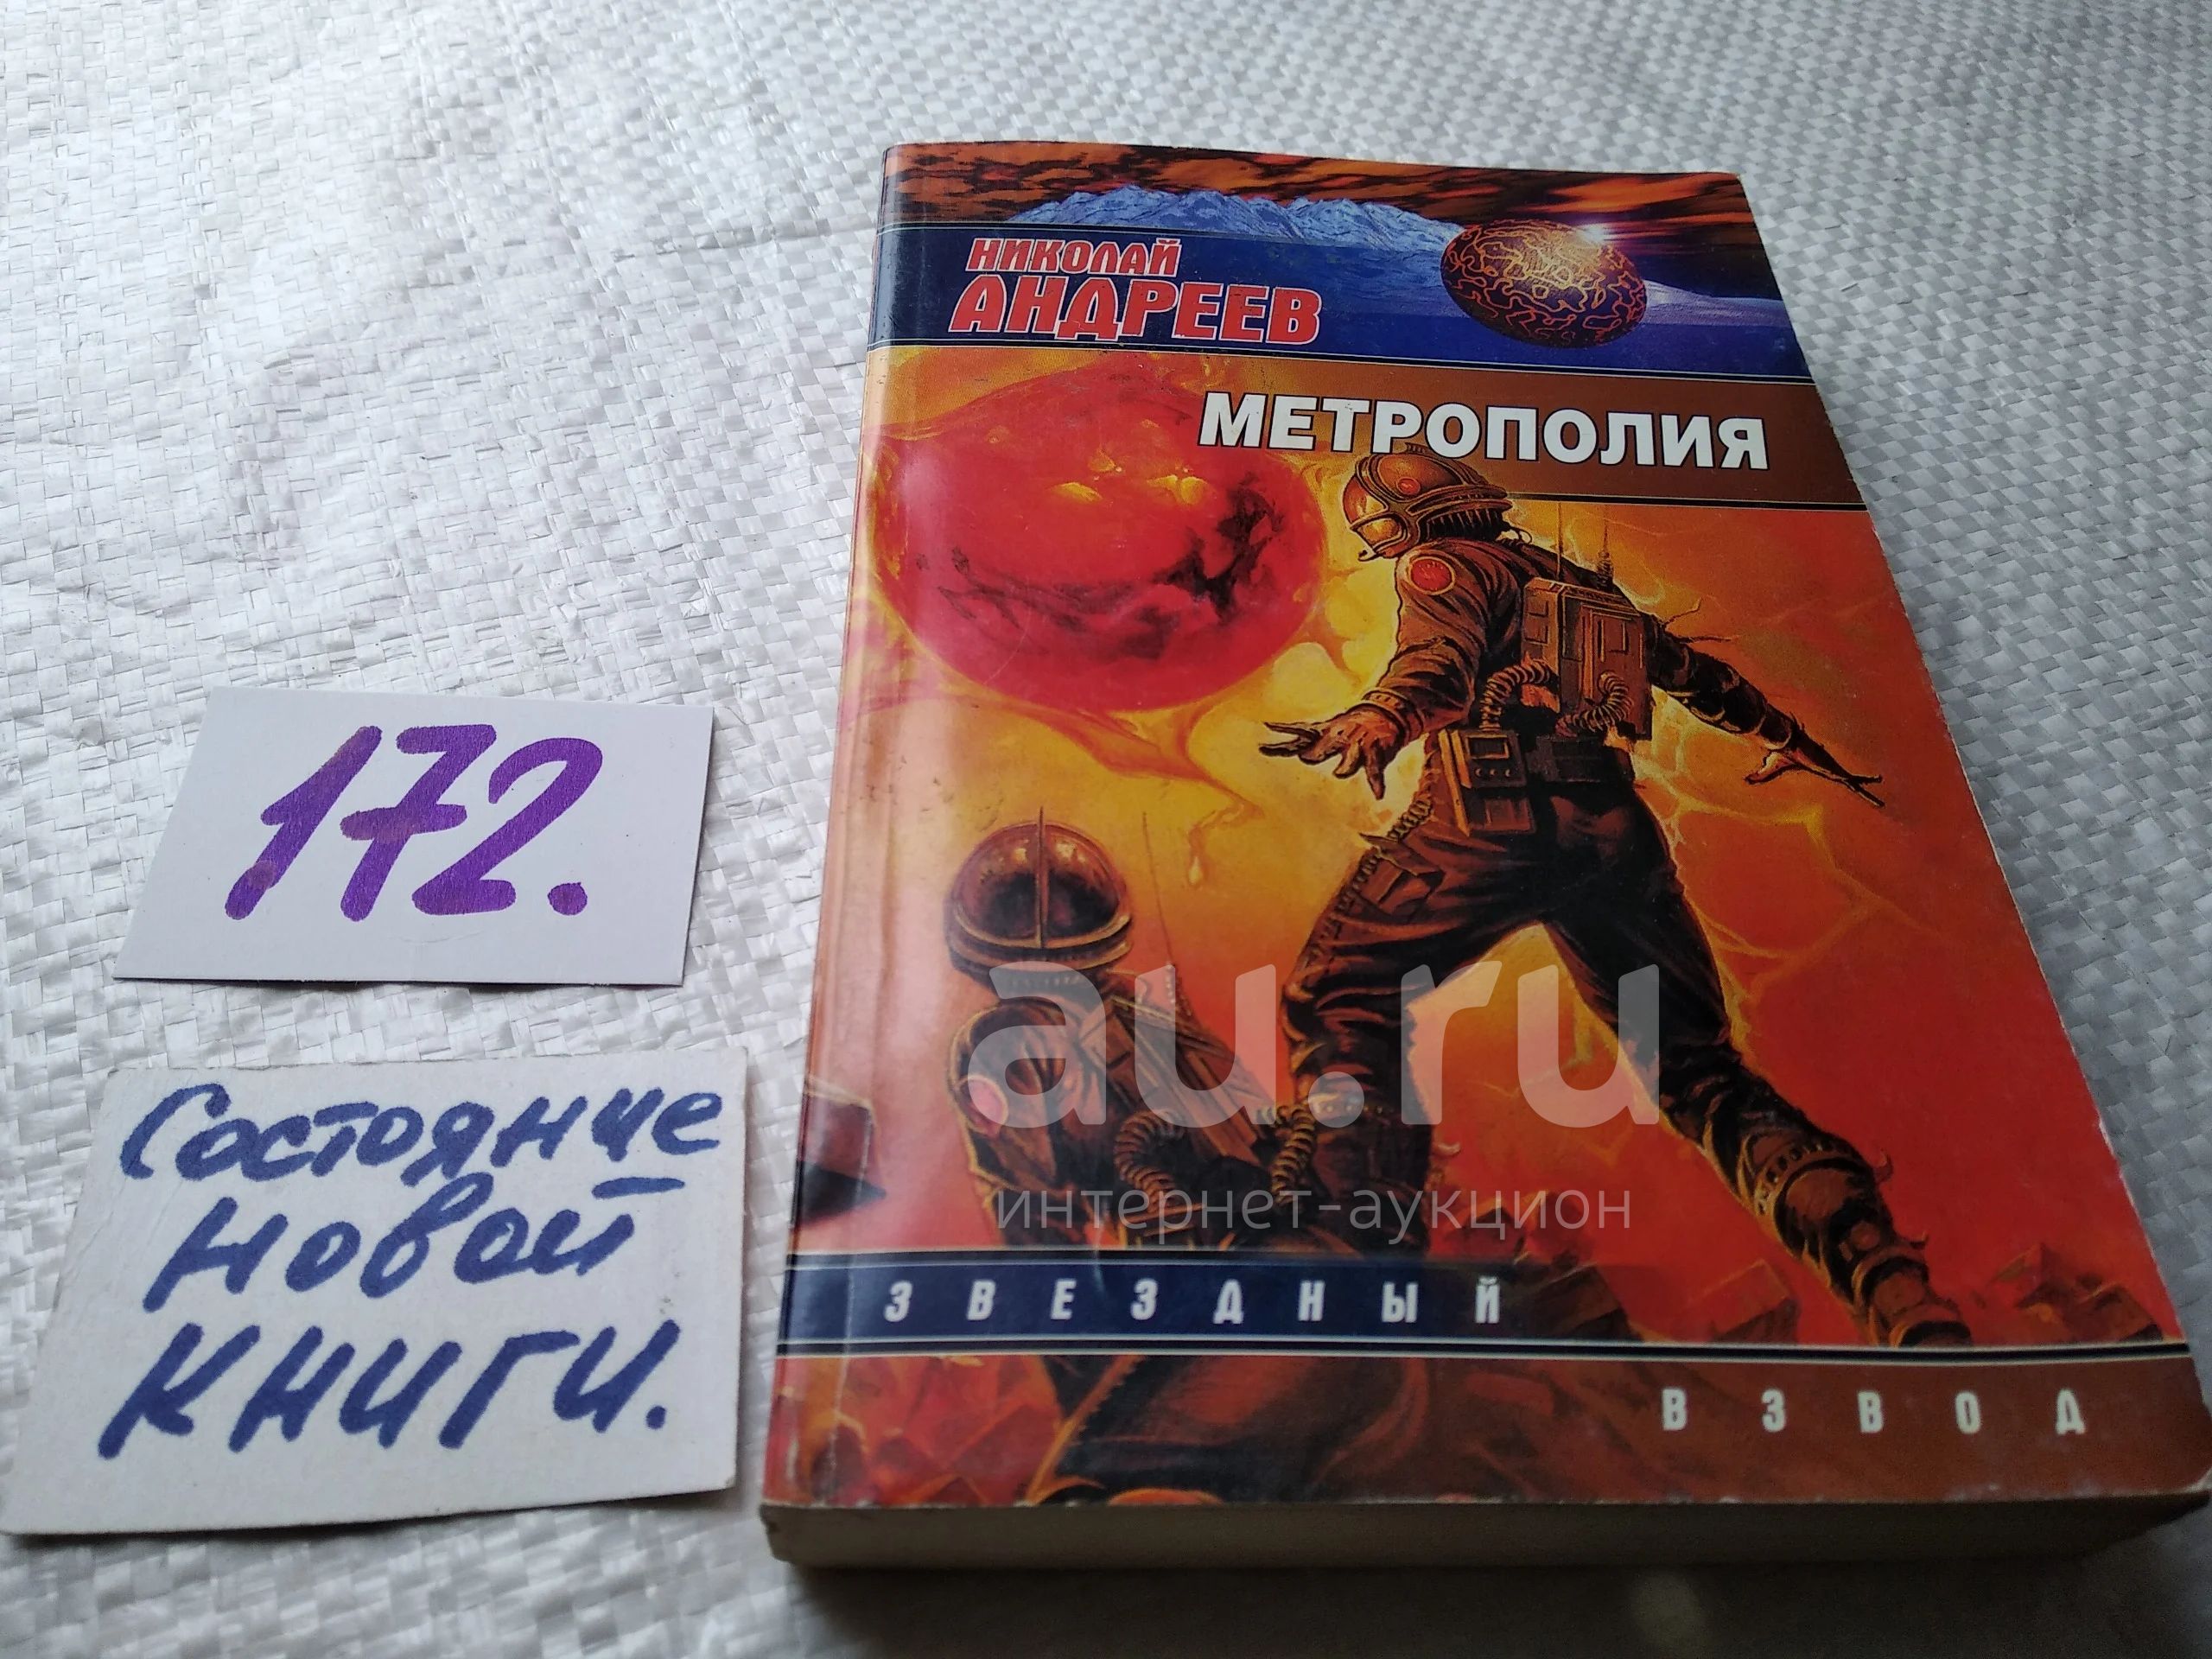 НИКОЛАЙ
АНДРЕЕВ
МЕТРОПОЛИЯ
172.
Состояние
новой
книги.
au.ru
интернет-аукцион
ЗВЕЗДНЫЙ
ВЗВОД